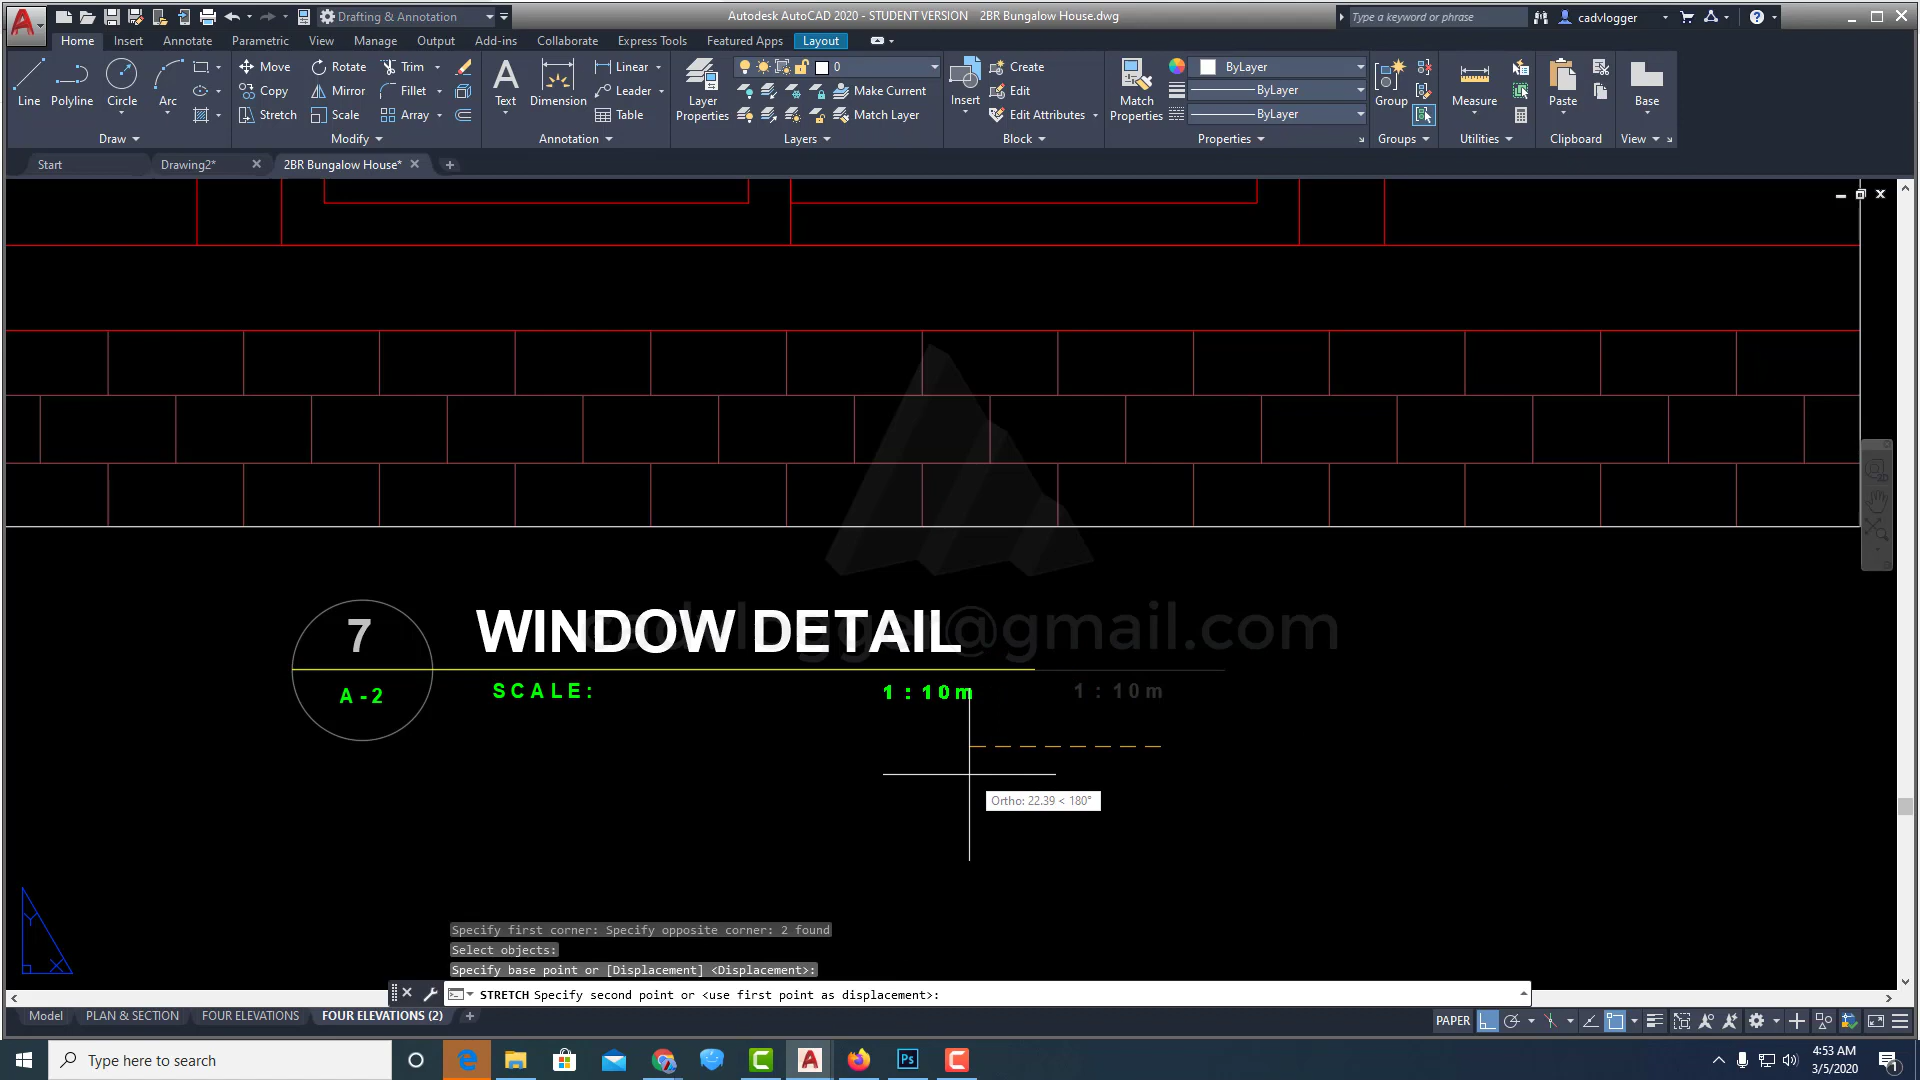 Drafting & Annotation
Autodesk AutoCAD 2020 - STUDENT VERSION 2BR Bungalow House.dwg
Type a keyword or phrase
cadvlogger
Home Insert Annotate Parametric View Manage Output Add-ins Collaborate Express Tools Featured Apps Layout
Line Polyline Circle Arc
Move Rotate Trim
Copy Mirror Fillet
Stretch Scale Array
Text Dimension
Linear
Leader
Table
Layer Properties
0
Make Current
Match Layer
Insert
Create
Edit
Edit Attributes
Match Properties
ByLayer
ByLayer
ByLayer
Group
Measure
Paste
Base
Draw Modify Annotation Layers Block Properties Groups Utilities Clipboard View
Start Drawing2* 2BR Bungalow House*
7
WINDOW DETAIL
A-2
SCALE:
1:10m
1:10m
@gmail.com
Ortho: 22.39 < 180°
Y
X
Specify first corner: Specify opposite corner: 2 found
Select objects:
Specify base point or [Displacement] <Displacement>:
STRETCH Specify second point or <use first point as displacement>:
Model PLAN & SECTION FOUR ELEVATIONS FOUR ELEVATIONS (2)
PAPER
Type here to search
4:53 AM
3/5/2020